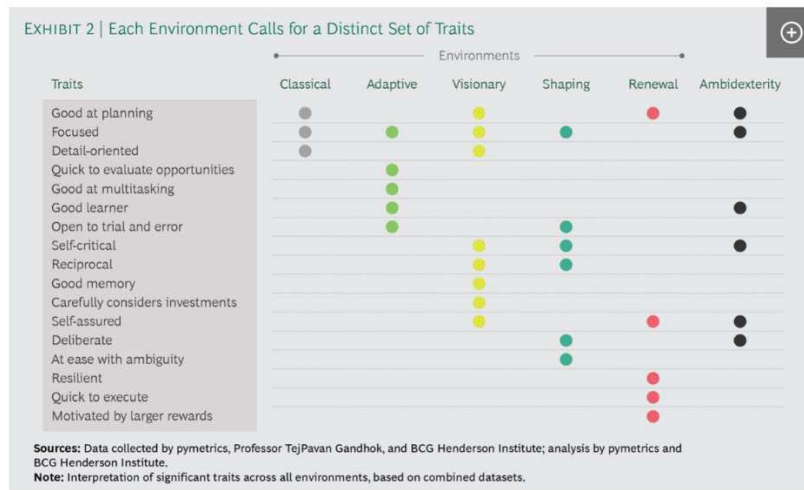 EXHIBIT 2 | Each Environment Calls for a Distinct Set of Traits
Environments
Traits Classical Adaptive Visionary Shaping Renewal Ambidexterity
Good at planning
Focused
Detail-oriented
Quick to evaluate opportunities
Good at multitasking
Good learner
Open to trial and error
Self-critical
Reciprocal
Good memory
Carefully considers investments
Self-assured
Deliberate
At ease with ambiguity
Resilient
Quick to execute
Motivated by larger rewards
Sources: Data collected by pymetrics, Professor TejPavan Gandhok, and BCG Henderson Institute; analysis by pymetrics and
BCG Henderson Institute.
Note: Interpretation of significant traits across all environments, based on combined datasets.